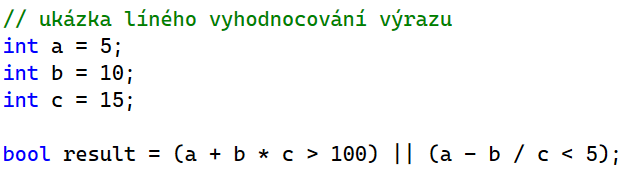 // ukázka líného vyhodnocování výrazu
int a = 5;
int b = 10;
int c = 15;
bool result = (a + b * c > 100) || (a - b / c < 5);